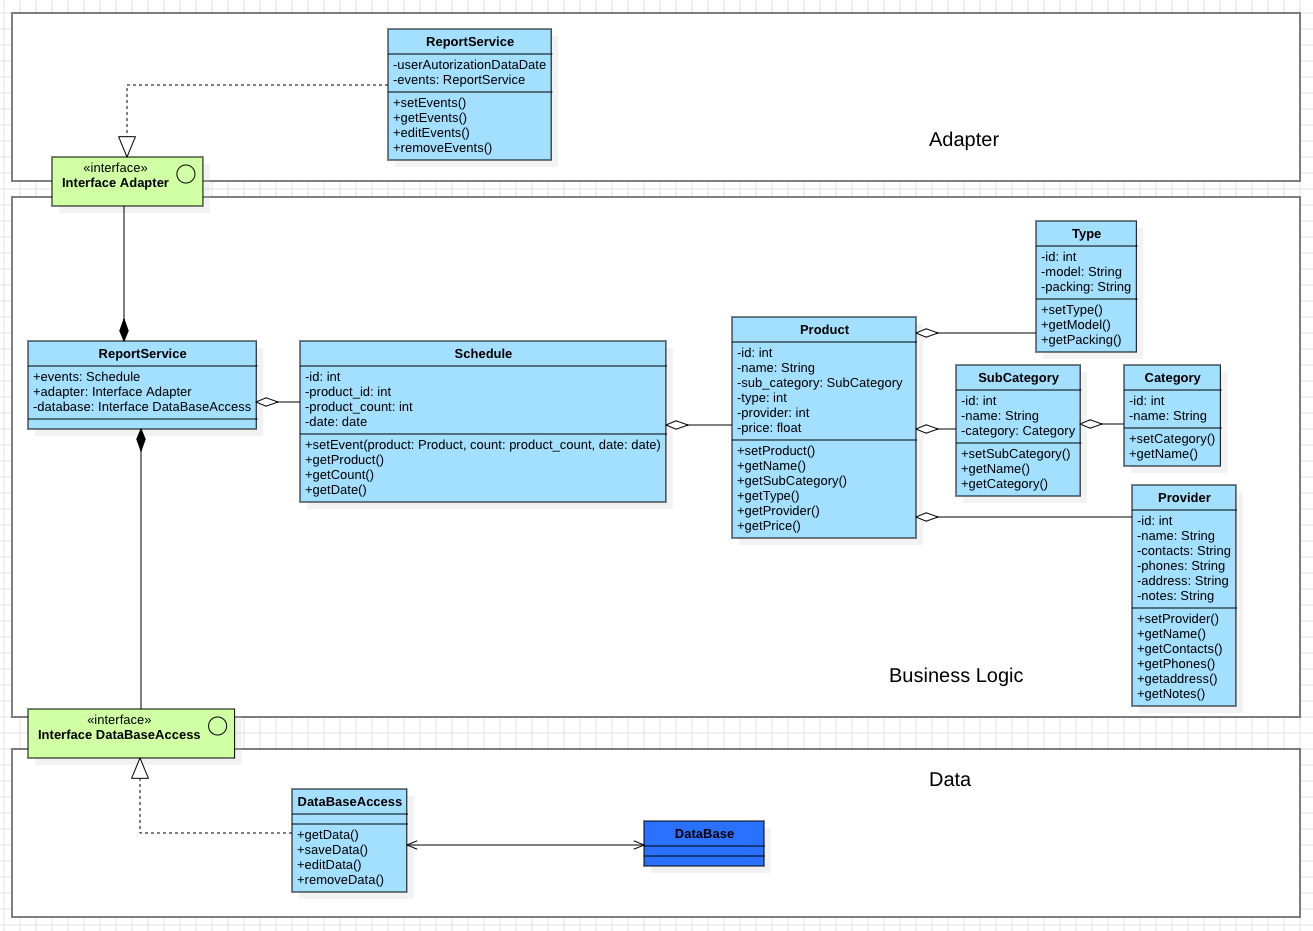 ReportService
-userAutorizationDataDate
-events: ReportService
+setEvents()
+getEvents()
+editEvents()
+removeEvents()
Adapter
«interface»
Interface Adapter
ReportService
+events: Schedule
+adapter: Interface Adapter
-database: Interface DataBaseAccess
Schedule
-id: int
-product_id: int
-product_count: int
-date: date
+setEvent(product: Product, count: product_count, date: date)
+getProduct()
+getCount()
+getDate()
Product
-id: int
-name: String
-sub_category: SubCategory
-type: int
-provider: int
-price: float
+setProduct()
+getName()
+getSubCategory()
+getType()
+getProvider()
+getPrice()
Type
-id: int
-model: String
-packing: String
+setType()
+getModel()
+getPacking()
SubCategory
-id: int
-name: String
-category: Category
+setSubCategory()
+getName()
+getCategory()
Category
-id: int
-name: String
+setCategory()
+getName()
Provider
-id: int
-name: String
-contacts: String
-phones: String
-address: String
-notes: String
+setProvider()
+getName()
+getContacts()
+getPhones()
+getaddress()
+getNotes()
Business Logic
«interface»
Interface DataBaseAccess
Data
DataBaseAccess
+getData()
+saveData()
+editData()
+removeData()
DataBase